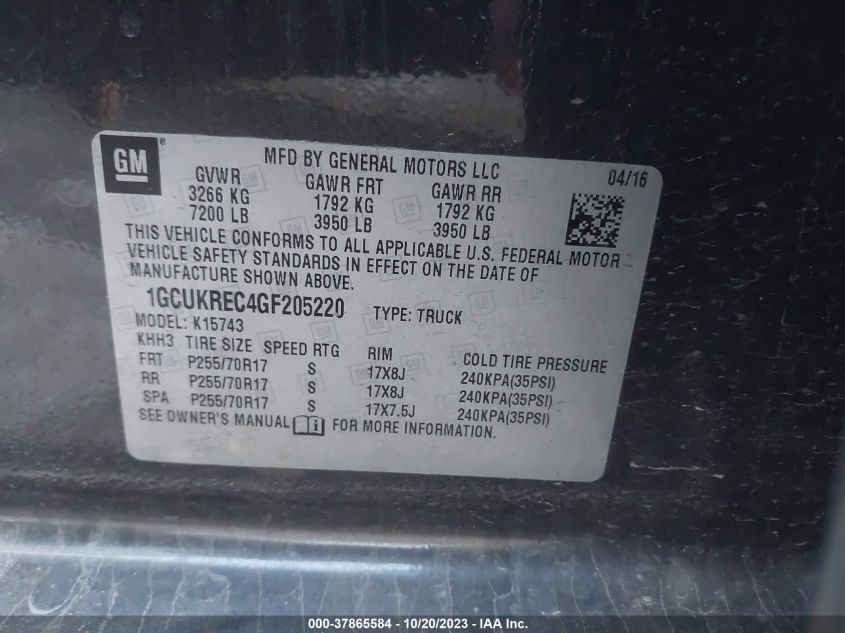 GM
MFD BY GENERAL MOTORS LLC
04/16
GVWR GAWR FRT GAWR RR
3266 KG 1792 KG 1792 KG
7200 LB 3950 LB 3950 LB
THIS VEHICLE CONFORMS TO ALL APPLICABLE U.S. FEDERAL MOTOR
VEHICLE SAFETY STANDARDS IN EFFECT ON THE DATE OF
MANUFACTURE SHOWN ABOVE.
1GCUKREC4GF205220 TYPE: TRUCK
MODEL: K15743
KHH3 TIRE SIZE SPEED RTG RIM COLD TIRE PRESSURE
FRT P255/70R17 S 17X8J 240KPA(35PSI)
RR P255/70R17 S 17X8J 240KPA(35PSI)
SPA P255/70R17 S 17X7.5J 240KPA(35PSI)
SEE OWNER'S MANUAL FOR MORE INFORMATION.
000-37865584 - 10/20/2023 - IAA Inc.